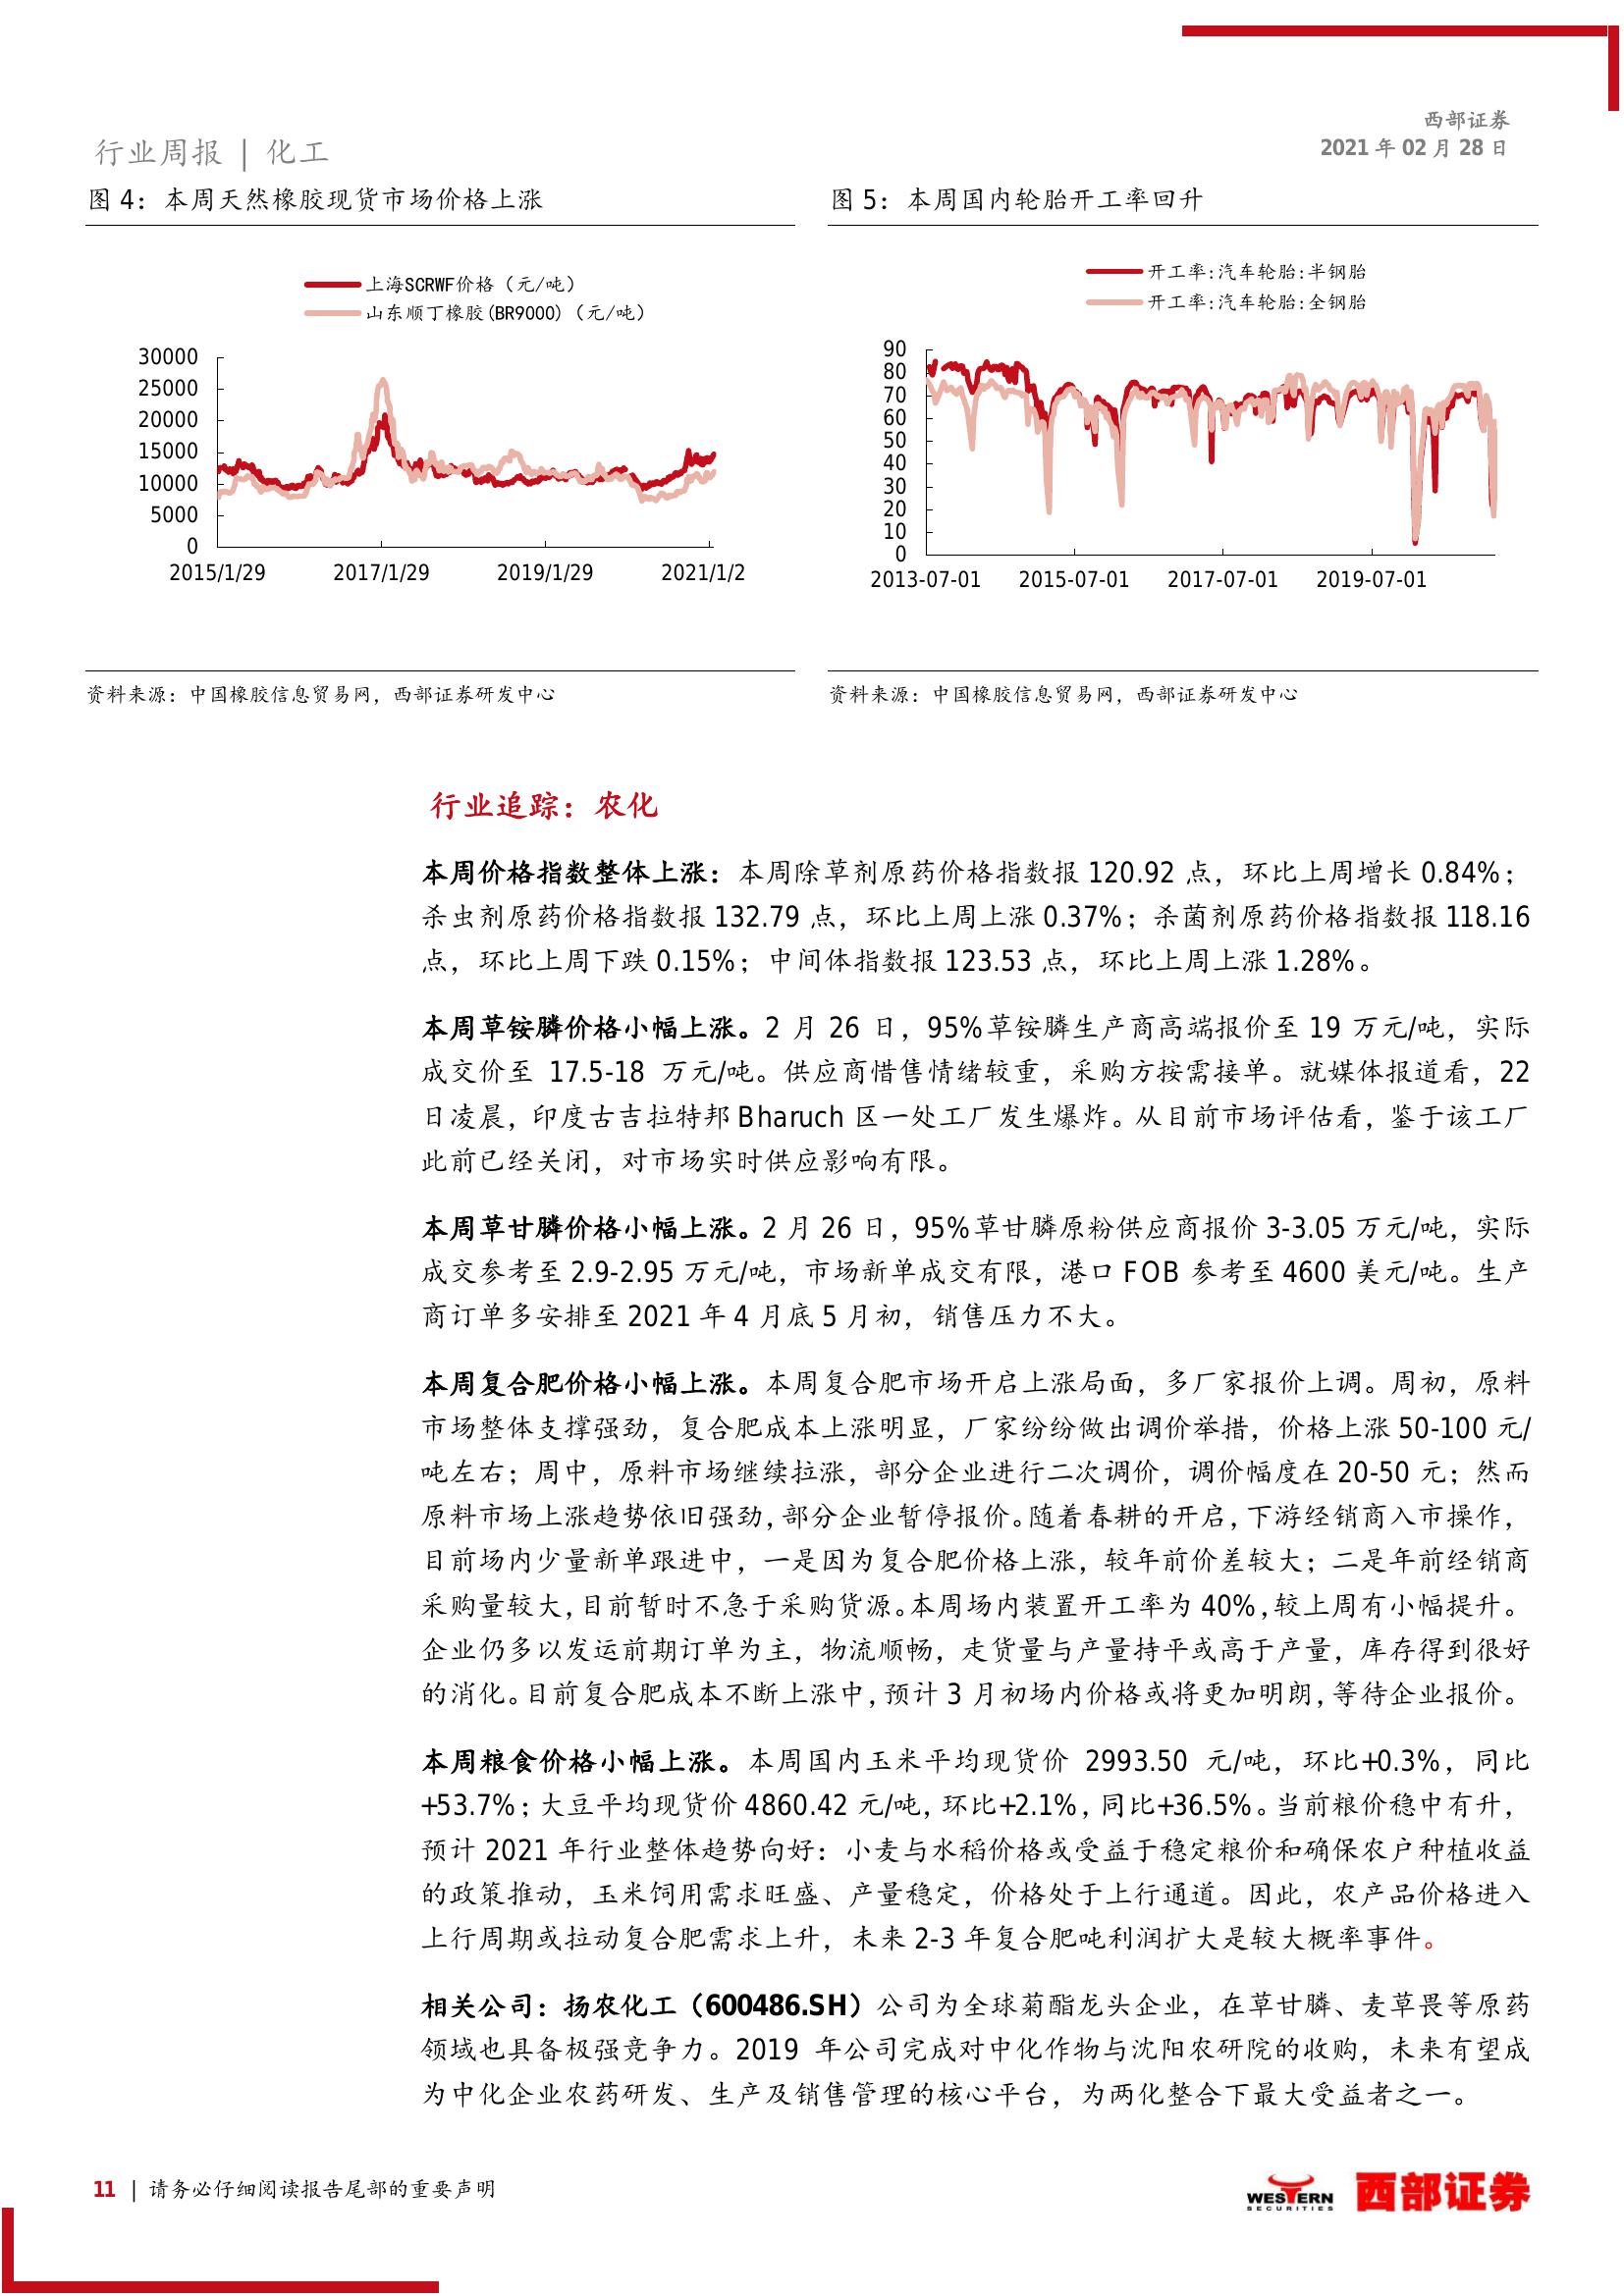 西部证券
行业周报 | 化工
2021 年 02 月 28 日
图 4：本周天然橡胶现货市场价格上涨
上海SCRWF价格（元/吨）
山东顺丁橡胶(BR9000)（元/吨）
30000
25000
20000
15000
10000
5000
0
2015/1/29 2017/1/29 2019/1/29 2021/1/2
资料来源：中国橡胶信息贸易网，西部证券研发中心
图 5：本周国内轮胎开工率回升
开工率:汽车轮胎:半钢胎
开工率:汽车轮胎:全钢胎
90
80
70
60
50
40
30
20
10
0
2013-07-01 2015-07-01 2017-07-01 2019-07-01
资料来源：中国橡胶信息贸易网，西部证券研发中心
行业追踪：农化
本周价格指数整体上涨：本周除草剂原药价格指数报 120.92 点，环比上周增长 0.84%；
杀虫剂原药价格指数报 132.79 点，环比上周上涨 0.37%；杀菌剂原药价格指数报 118.16
点，环比上周下跌 0.15%；中间体指数报 123.53 点，环比上周上涨 1.28%。
本周草铵膦价格小幅上涨。2 月 26 日，95%草铵膦生产商高端报价至 19 万元/吨，实际
成交价至 17.5-18 万元/吨。供应商惜售情绪较重，采购方按需接单。就媒体报道看，22
日凌晨，印度古吉拉特邦 Bharuch 区一处工厂发生爆炸。从目前市场评估看，鉴于该工厂
此前已经关闭，对市场实时供应影响有限。
本周草甘膦价格小幅上涨。2 月 26 日，95%草甘膦原粉供应商报价 3-3.05 万元/吨，实际
成交参考至 2.9-2.95 万元/吨，市场新单成交有限，港口 FOB 参考至 4600 美元/吨。生产
商订单多安排至 2021 年 4 月底 5 月初，销售压力不大。
本周复合肥价格小幅上涨。本周复合肥市场开启上涨局面，多厂家报价上调。周初，原料
市场整体支撑强劲，复合肥成本上涨明显，厂家纷纷做出调价举措，价格上涨 50-100 元/
吨左右；周中，原料市场继续拉涨，部分企业进行二次调价，调价幅度在 20-50 元；然而
原料市场上涨趋势依旧强劲，部分企业暂停报价。随着春耕的开启，下游经销商入市操作，
目前场内少量新单跟进中，一是因为复合肥价格上涨，较年前价差较大；二是年前经销商
采购量较大，目前暂时不急于采购货源。本周场内装置开工率为 40%，较上周有小幅提升。
企业仍多以发运前期订单为主，物流顺畅，走货量与产量持平或高于产量，库存得到很好
的消化。目前复合肥成本不断上涨中，预计 3 月初场内价格或将更加明朗，等待企业报价。
本周粮食价格小幅上涨。本周国内玉米平均现货价 2993.50 元/吨，环比+0.3%，同比
+53.7%；大豆平均现货价 4860.42 元/吨，环比+2.1%，同比+36.5%。当前粮价稳中有升，
预计 2021 年行业整体趋势向好：小麦与水稻价格或受益于稳定粮价和确保农户种植收益
的政策推动，玉米饲用需求旺盛、产量稳定，价格处于上行通道。因此，农产品价格进入
上行周期或拉动复合肥需求上升，未来 2-3 年复合肥吨利润扩大是较大概率事件。
相关公司：扬农化工（600486.SH）公司为全球菊酯龙头企业，在草甘膦、麦草畏等原药
领域也具备极强竞争力。2019 年公司完成对中化作物与沈阳农研院的收购，未来有望成
为中化企业农药研发、生产及销售管理的核心平台，为两化整合下最大受益者之一。
11 | 请务必仔细阅读报告尾部的重要声明
WESTERN
SECURITIES
西部证券